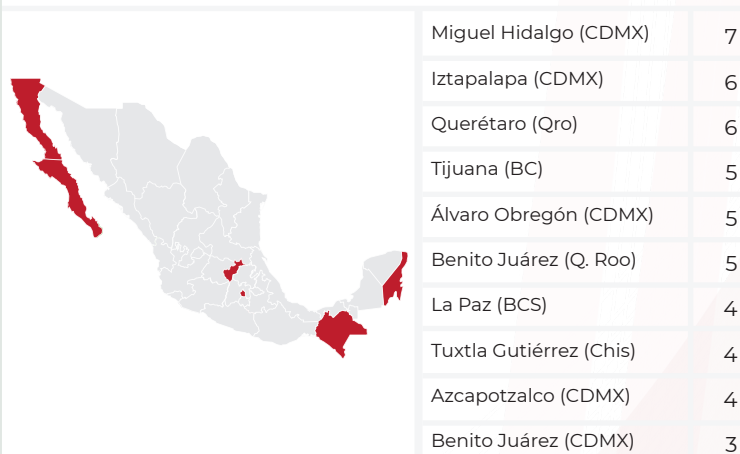 Miguel Hidalgo (CDMX) 7
Iztapalapa (CDMX) 6
Querétaro (Qro) 6
Tijuana (BC) 5
Álvaro Obregón (CDMX) 5
Benito Juárez (Q. Roo) 5
La Paz (BCS) 4
Tuxtla Gutiérrez (Chis) 4
Azcapotzalco (CDMX) 4
Benito Juárez (CDMX) 3